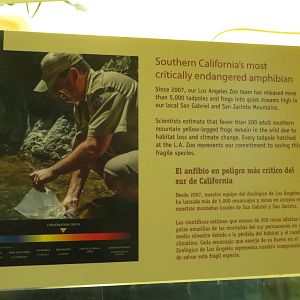 Southern California's most
critically endangered amphibian
Since 2007, our Los Angeles Zoo team has released more
than 5,000 tadpoles and frogs into quiet streams high in
our local San Gabriel and San Jacinto Mountains.
Scientists estimate that fewer than 200 adult southern
mountain yellow-legged frogs remain in the wild due to
habitat loss and climate change. Every tadpole hatched
at the L.A. Zoo represents our commitment to saving this
fragile species.
El anfibio en peligro más crítico del
sur de California
Desde 2007, nuestro equipo del Zoológico de Los Ángeles
ha lanzado más de 5,000 renacuajos y ranas en arroyos
nuestras montañas locales de San Gabriel y San Jacinto.
Los científicos estiman que menos de 200 ranas adultas
patas amarillas de las montañas del sur permanecen en
medio silvestre debido a la pérdida del hábitat y el
climático. Cada renacuajo que sale de su huevo en el
Zoológico de Los Ángeles representa nuestro compromiso
de salvar esta frágil especie.
CONSERVATION STATUS